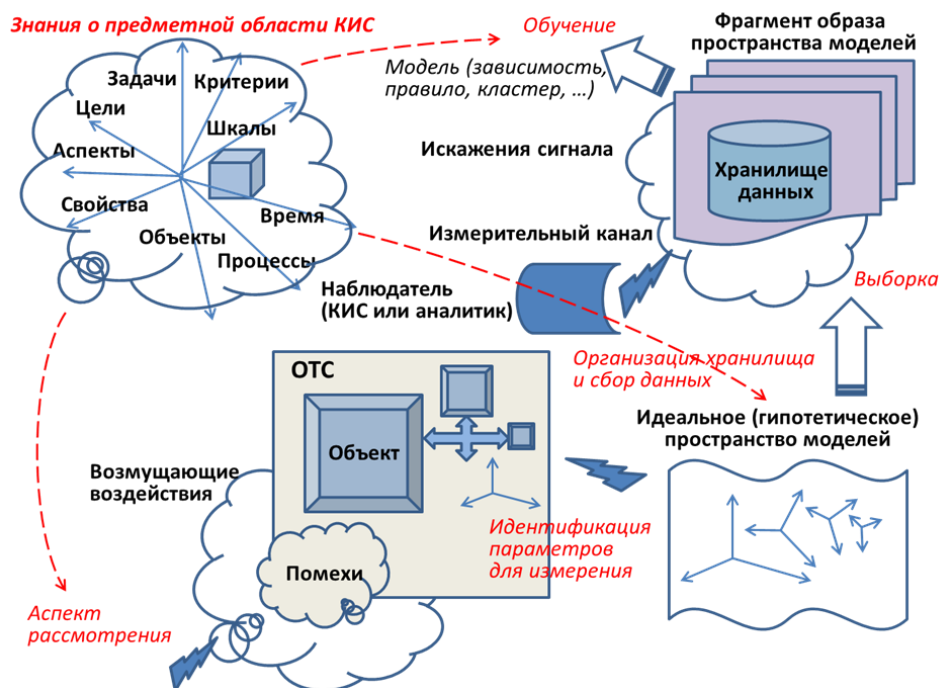 Знания о предметной области КИС
Задачи
Критерии
Цели
Шкалы
Аспекты
Свойства
Время
Объекты
Процессы
Обучение
Модель (зависимость,
правило, кластер, ...)
Фрагмент образа
пространства моделей
Хранилище
данных
Искажения сигнала
Измерительный канал
Наблюдатель
(КИС или аналитик)
Выборка
Организация хранилища
и сбор данных
Идеальное (гипотетическое)
пространство моделей
ОТС
Объект
Возмущающие
воздействия
Помехи
Идентификация
параметров
для измерения
Аспект
рассмотрения